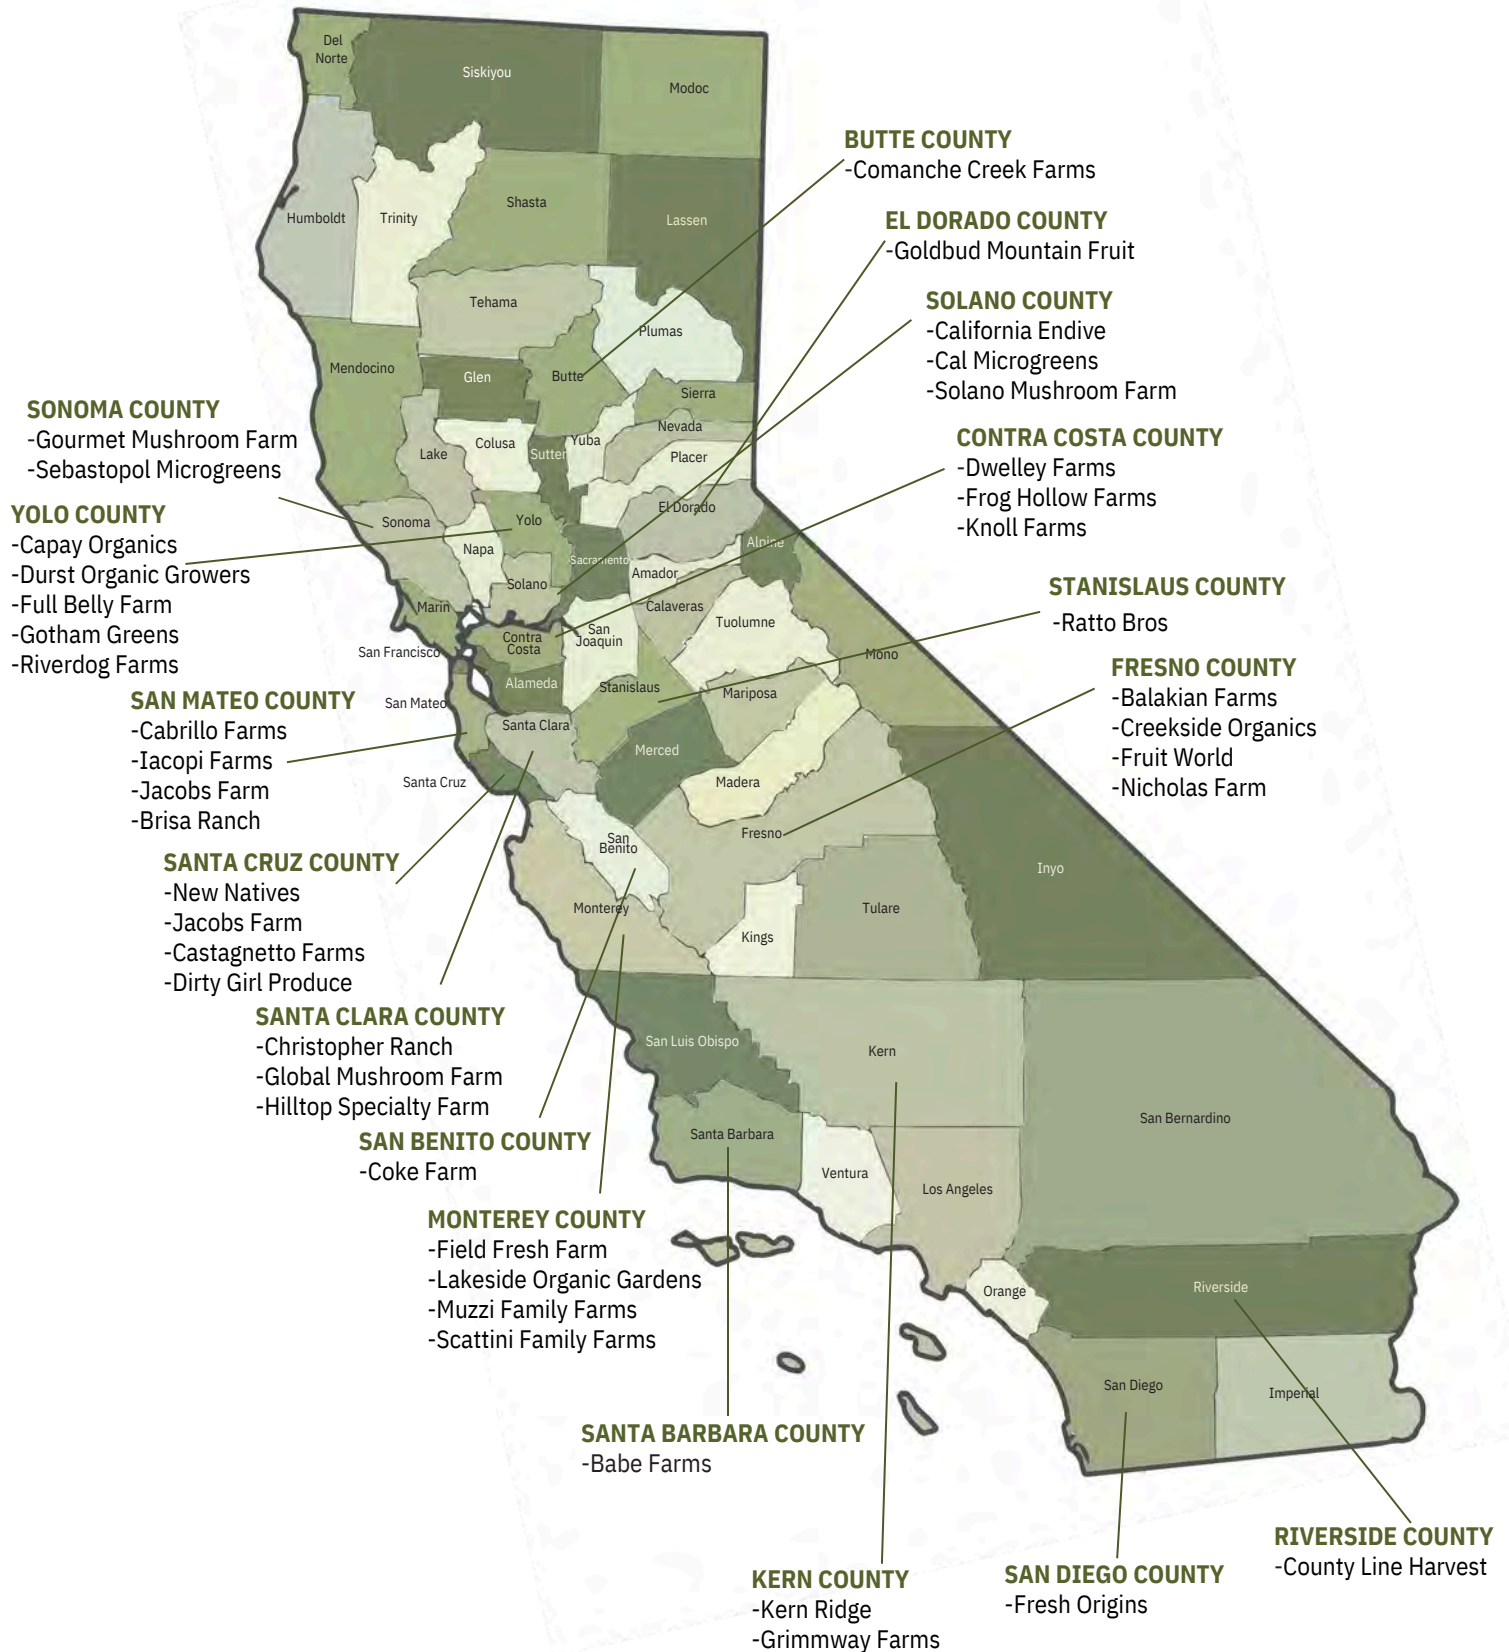 Del
Norte
Siskiyou
Modoc
Humboldt
Trinity
Shasta
Lassen
Tehama
Plumas
Mendocino
Glen
Butte
Sierra
Nevada
Yuba
Colusa
Lake
Sutter
Placer
El Dorado
Sonoma
Yolo
Napa
Sacramento
Alpine
Amador
Solano
Calaveras
Marin
Tuolumne
San
Joaquin
Contra
Costa
San Francisco
Mono
Alameda
Stanislaus
Mariposa
San Mateo
Santa Clara
Merced
Santa Cruz
Madera
Fresno
San
Benito
Inyo
Monterey
Tulare
Kings
San Luis Obispo
Kern
San Bernardino
Santa Barbara
Ventura
Los Angeles
Orange
Riverside
San Diego
Imperial
BUTTE COUNTY
-Comanche Creek Farms
EL DORADO COUNTY
-Goldbud Mountain Fruit
SOLANO COUNTY
-California Endive
-Cal Microgreens
-Solano Mushroom Farm
CONTRA COSTA COUNTY
-Dwelley Farms
-Frog Hollow Farms
-Knoll Farms
STANISLAUS COUNTY
-Ratto Bros
FRESNO COUNTY
-Balakian Farms
-Creekside Organics
-Fruit World
-Nicholas Farm
SONOMA COUNTY
-Gourmet Mushroom Farm
-Sebastopol Microgreens
YOLO COUNTY
-Capay Organics
-Durst Organic Growers
-Full Belly Farm
-Gotham Greens
-Riverdog Farms
SAN MATEO COUNTY
-Cabrillo Farms
-Iacopi Farms
-Jacobs Farm
-Brisa Ranch
SANTA CRUZ COUNTY
-New Natives
-Jacobs Farm
-Castagnetto Farms
-Dirty Girl Produce
SANTA CLARA COUNTY
-Christopher Ranch
-Global Mushroom Farm
-Hilltop Specialty Farm
SAN BENITO COUNTY
-Coke Farm
MONTEREY COUNTY
-Field Fresh Farm
-Lakeside Organic Gardens
-Muzzi Family Farms
-Scattini Family Farms
SANTA BARBARA COUNTY
-Babe Farms
KERN COUNTY
-Kern Ridge
-Grimmway Farms
SAN DIEGO COUNTY
-Fresh Origins
RIVERSIDE COUNTY
-County Line Harvest